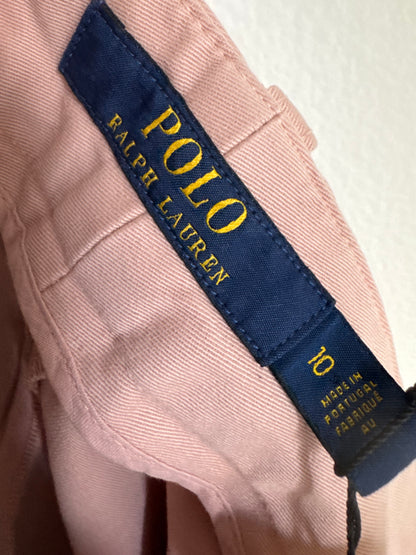 POLO
RALPH LAUREN
10
MADE IN
PORTUGAL
FABRIQUE
AU